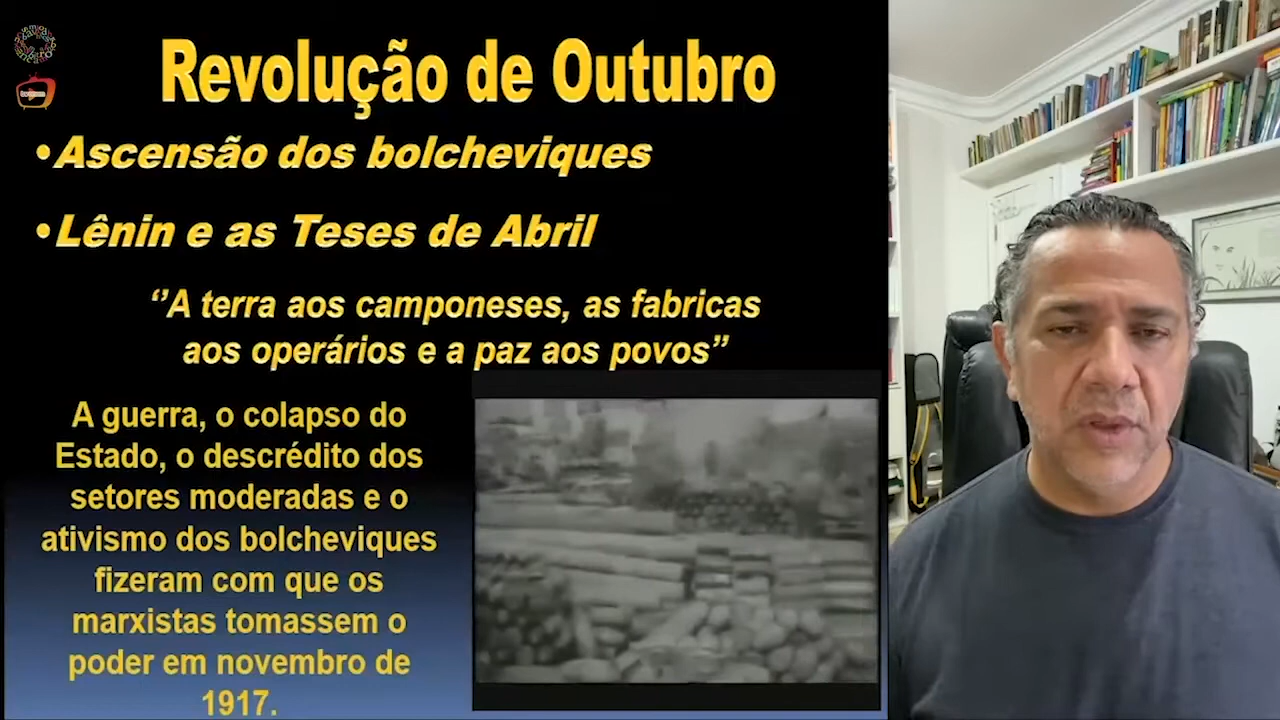 Revolução de Outubro
•Ascensão dos bolcheviques
•Lênin e as Teses de Abril
‘’A terra aos camponeses, as fabricas
aos operários e a paz aos povos”
A guerra, o colapso do
Estado, o descrédito dos
setores moderadas e o
ativismo dos bolcheviques
fizeram com que os
marxistas tomassem o
poder em novembro de
1917.